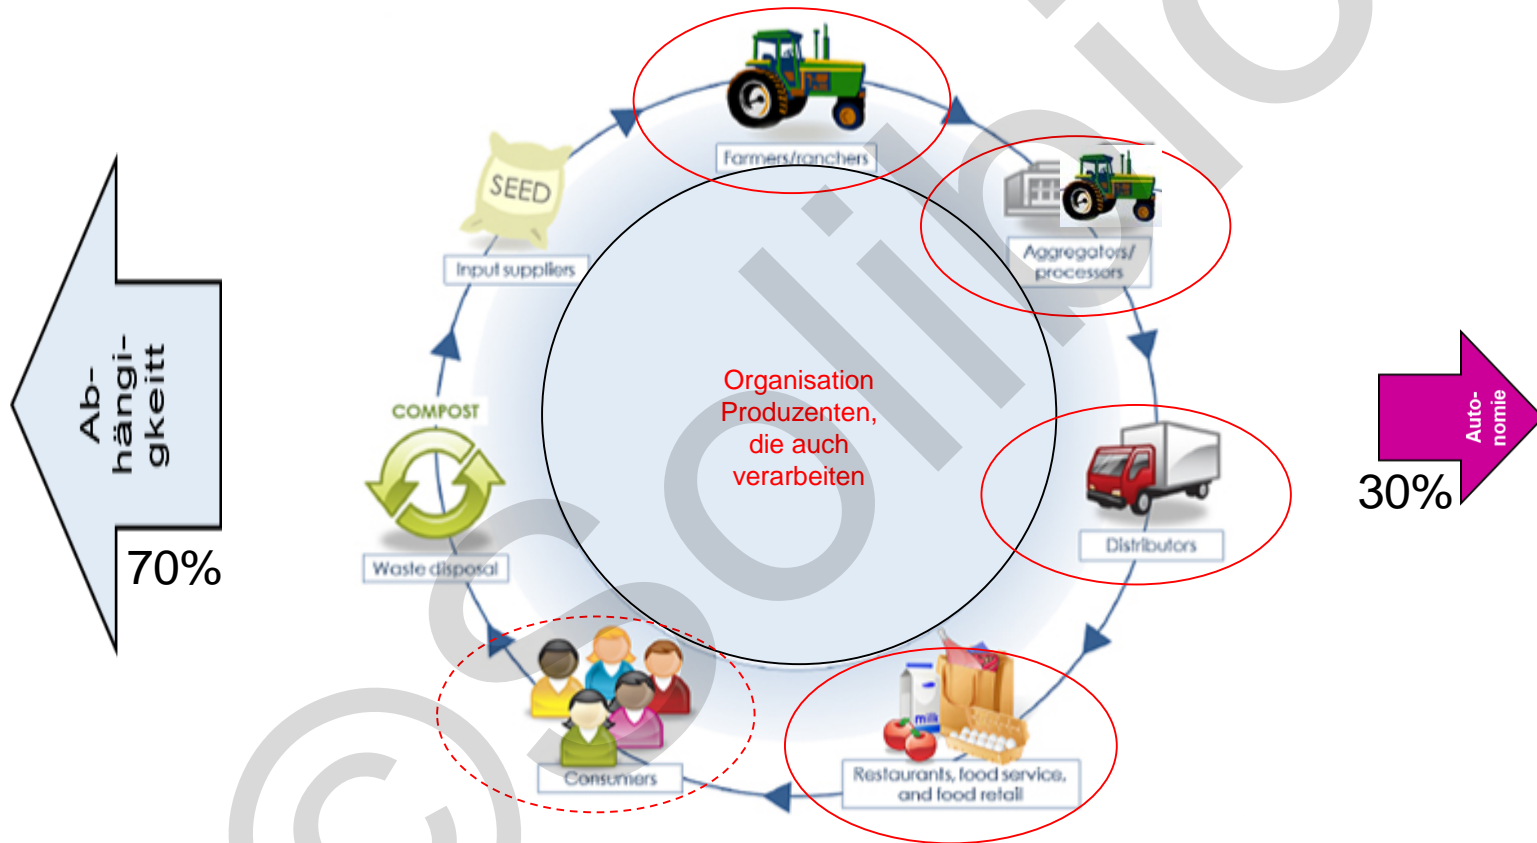 Farmers/ranchers
SEED
Input suppliers
Aggregators/
processors
Ab-
hängi-
gkeitt
70%
COMPOST
Waste disposal
Organisation
Produzenten,
die auch
verarbeiten
Auto-
nomie
30%
Distributors
milk
Consumers
Restaurants, food service,
and food retail
©Solibio